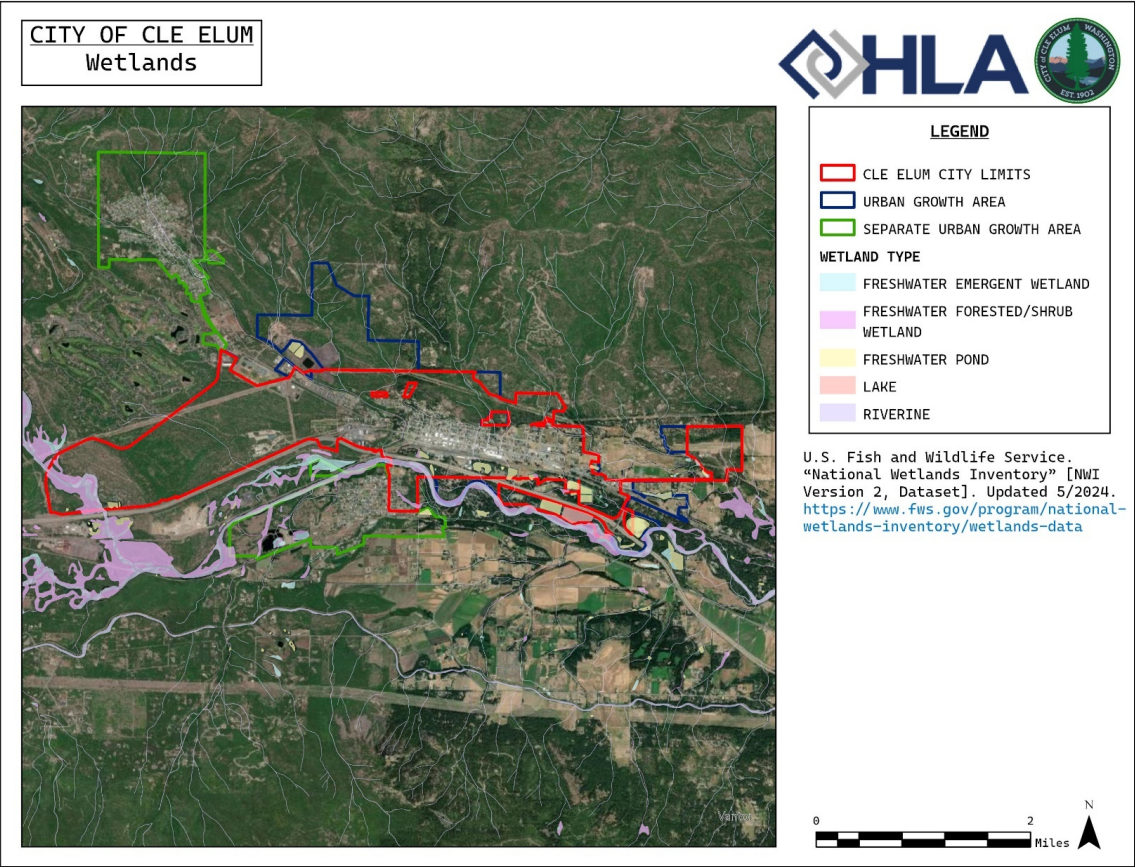 CITY OF CLE ELUM
Wetlands
HLA
CITY OF CLE ELUM WASHINGTON
EST. 1902
LEGEND
CLE ELUM CITY LIMITS
URBAN GROWTH AREA
SEPARATE URBAN GROWTH AREA
WETLAND TYPE
FRESHWATER EMERGENT WETLAND
FRESHWATER FORESTED/SHRUB
WETLAND
FRESHWATER POND
LAKE
RIVERINE
U.S. Fish and Wildlife Service.
“National Wetlands Inventory” [NWI
Version 2, Dataset]. Updated 5/2024.
https://www.fws.gov/program/national-
wetlands-inventory/wetlands-data
N
0 2
Miles